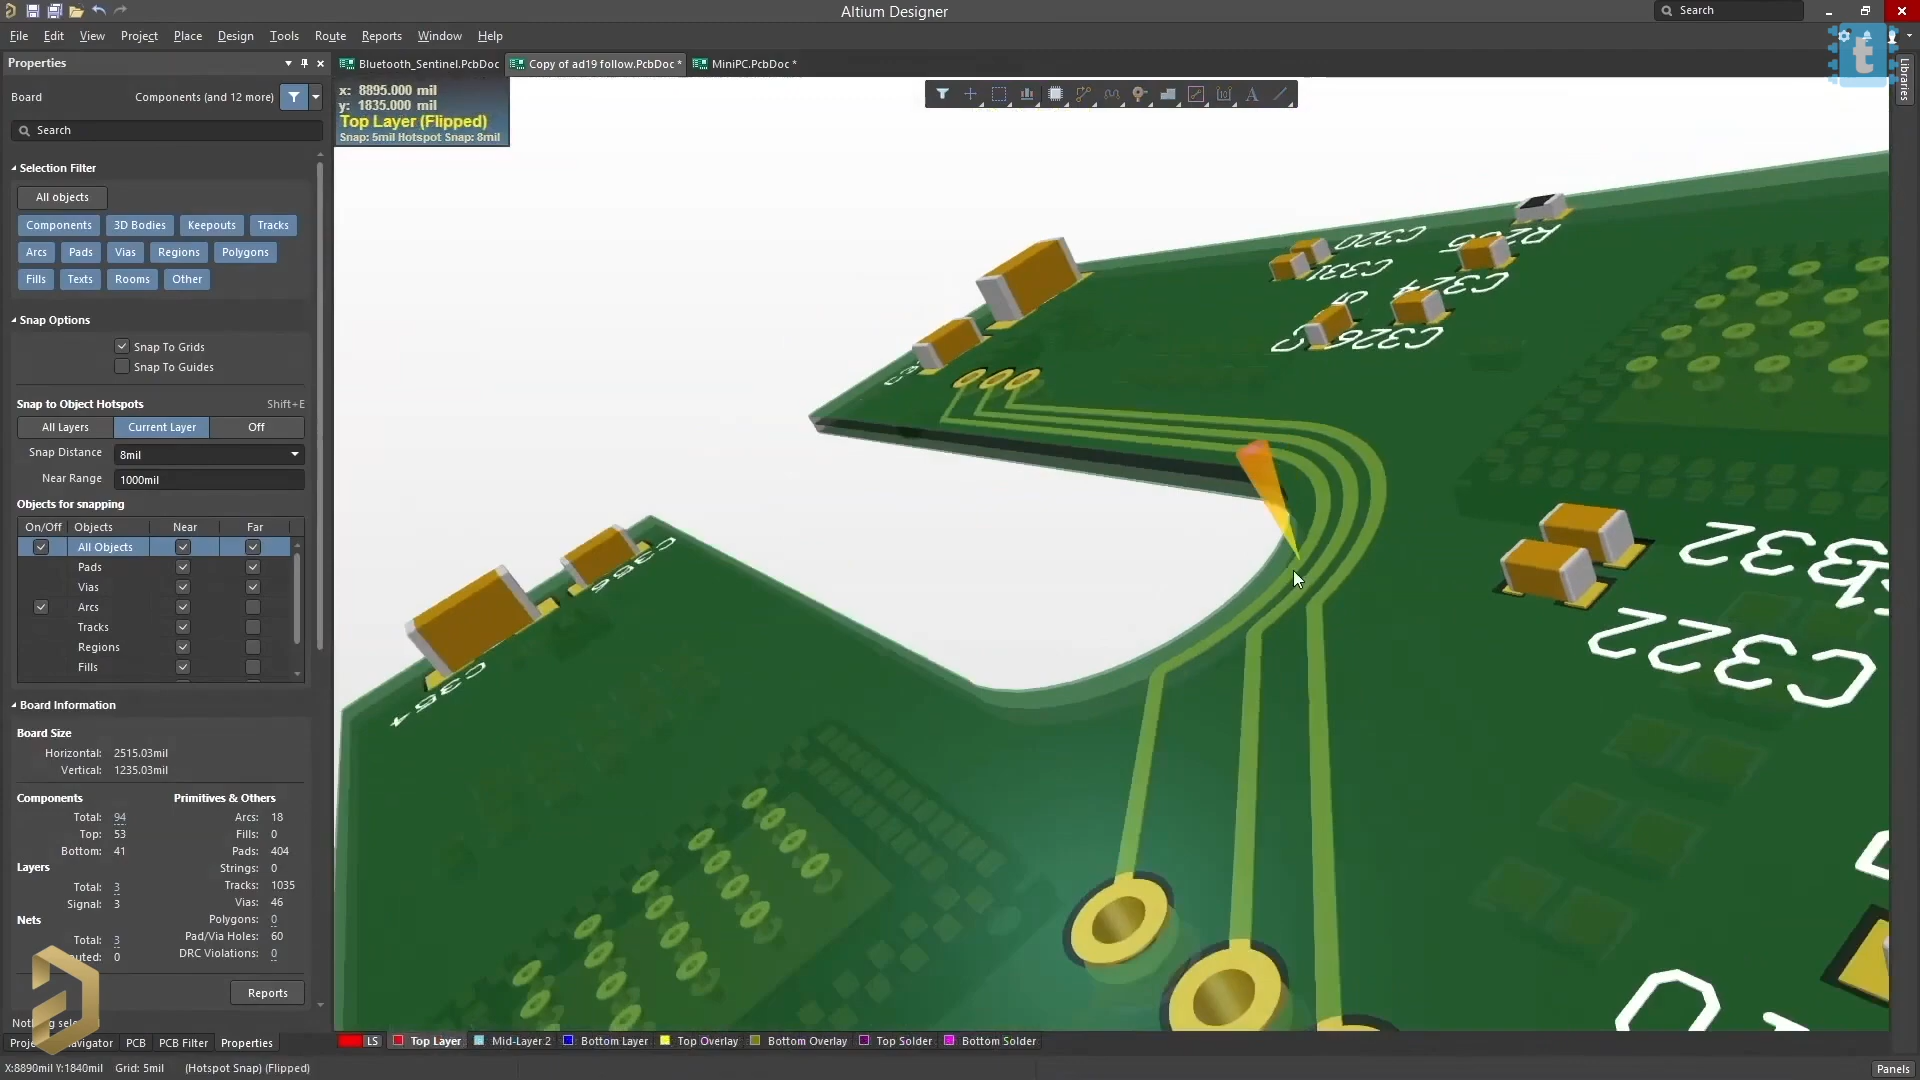 Altium Designer
Search
File Edit View Project Place Design Tools Route Reports Window Help
Properties
Bluetooth_Sentinel.PcbDoc
Copy of ad19 follow.PcbDoc *
MiniPC.PcbDoc *
Libraries
Board
Components (and 12 more)
Search
x: 8895.000 mil
y: 1835.000 mil
Top Layer (Flipped)
Snap: 5mil Hotspot Snap: 8mil
Selection Filter
All objects
Components 3D Bodies Keepouts Tracks
Arcs Pads Vias Regions Polygons
Fills Texts Rooms Other
Snap Options
Snap To Grids
Snap To Guides
Snap to Object Hotspots Shift+E
All Layers Current Layer Off
Snap Distance 8mil
Near Range 1000mil
Objects for snapping
On/Off Objects Near Far
All Objects
Pads
Vias
Arcs
Tracks
Regions
Fills
Board Information
Board Size
Horizontal: 2515.03mil
Vertical: 1235.03mil
Components
Total: 94
Top: 53
Bottom: 41
Layers
Total: 3
Signal: 3
Nets
Total: 3
Primitives & Others
Arcs: 18
Fills: 0
Pads: 404
Strings: 0
Tracks: 1035
Vias: 46
Polygons: 0
Pad/Via Holes: 60
DRC Violations: 0
Reports
C320
C331
C324
C322
C354
PCB PCB Filter Properties
LS Top Layer Mid-Layer 2 Bottom Layer Top Overlay Bottom Overlay Top Solder Bottom Solder
X:8890mil Y:1840mil Grid: 5mil (Hotspot Snap) (Flipped)
Panels